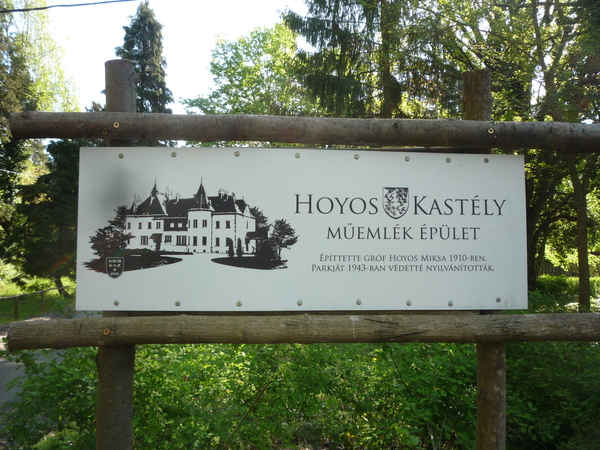 HOYOS KASTÉLY
MŰEMLÉK ÉPÜLET
ÉPÍTTETTE GRÓF HOYOS MIKSA 1910-BEN.
PARKJÁT 1943-BAN VÉDETTÉ NYILVÁNÍTOTTÁK.